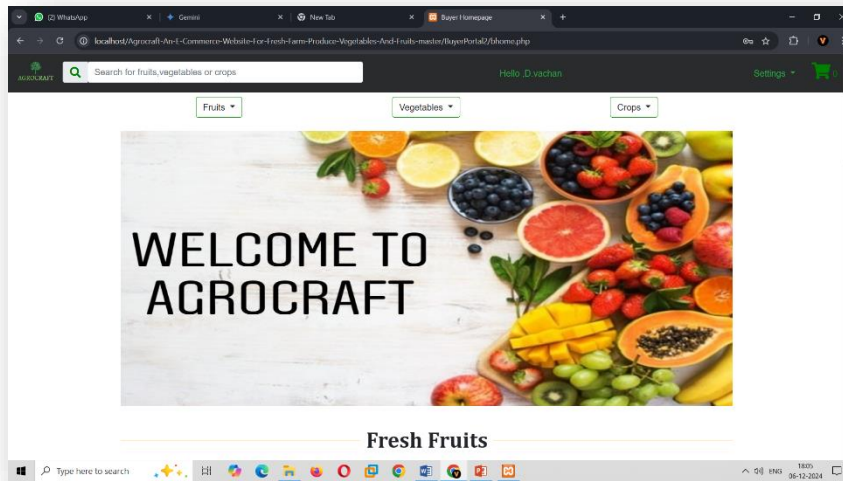 (2) WhatsApp
Gemini
New Tab
Buyer Homepage
localhost/Agrocraft-An-E-Commerce-Website-For-Fresh-Farm-Produce-Vegetables-And-Fruits-master/BuyerPortal2/bhome.php
AGROCRAFT
Search for fruits,vegetables or crops
Hello .D.vachan
Settings
0
Fruits
Vegetables
Crops
WELCOME TO
AGROCRAFT
Fresh Fruits
Type here to search
ENG
18:05
06-12-2024